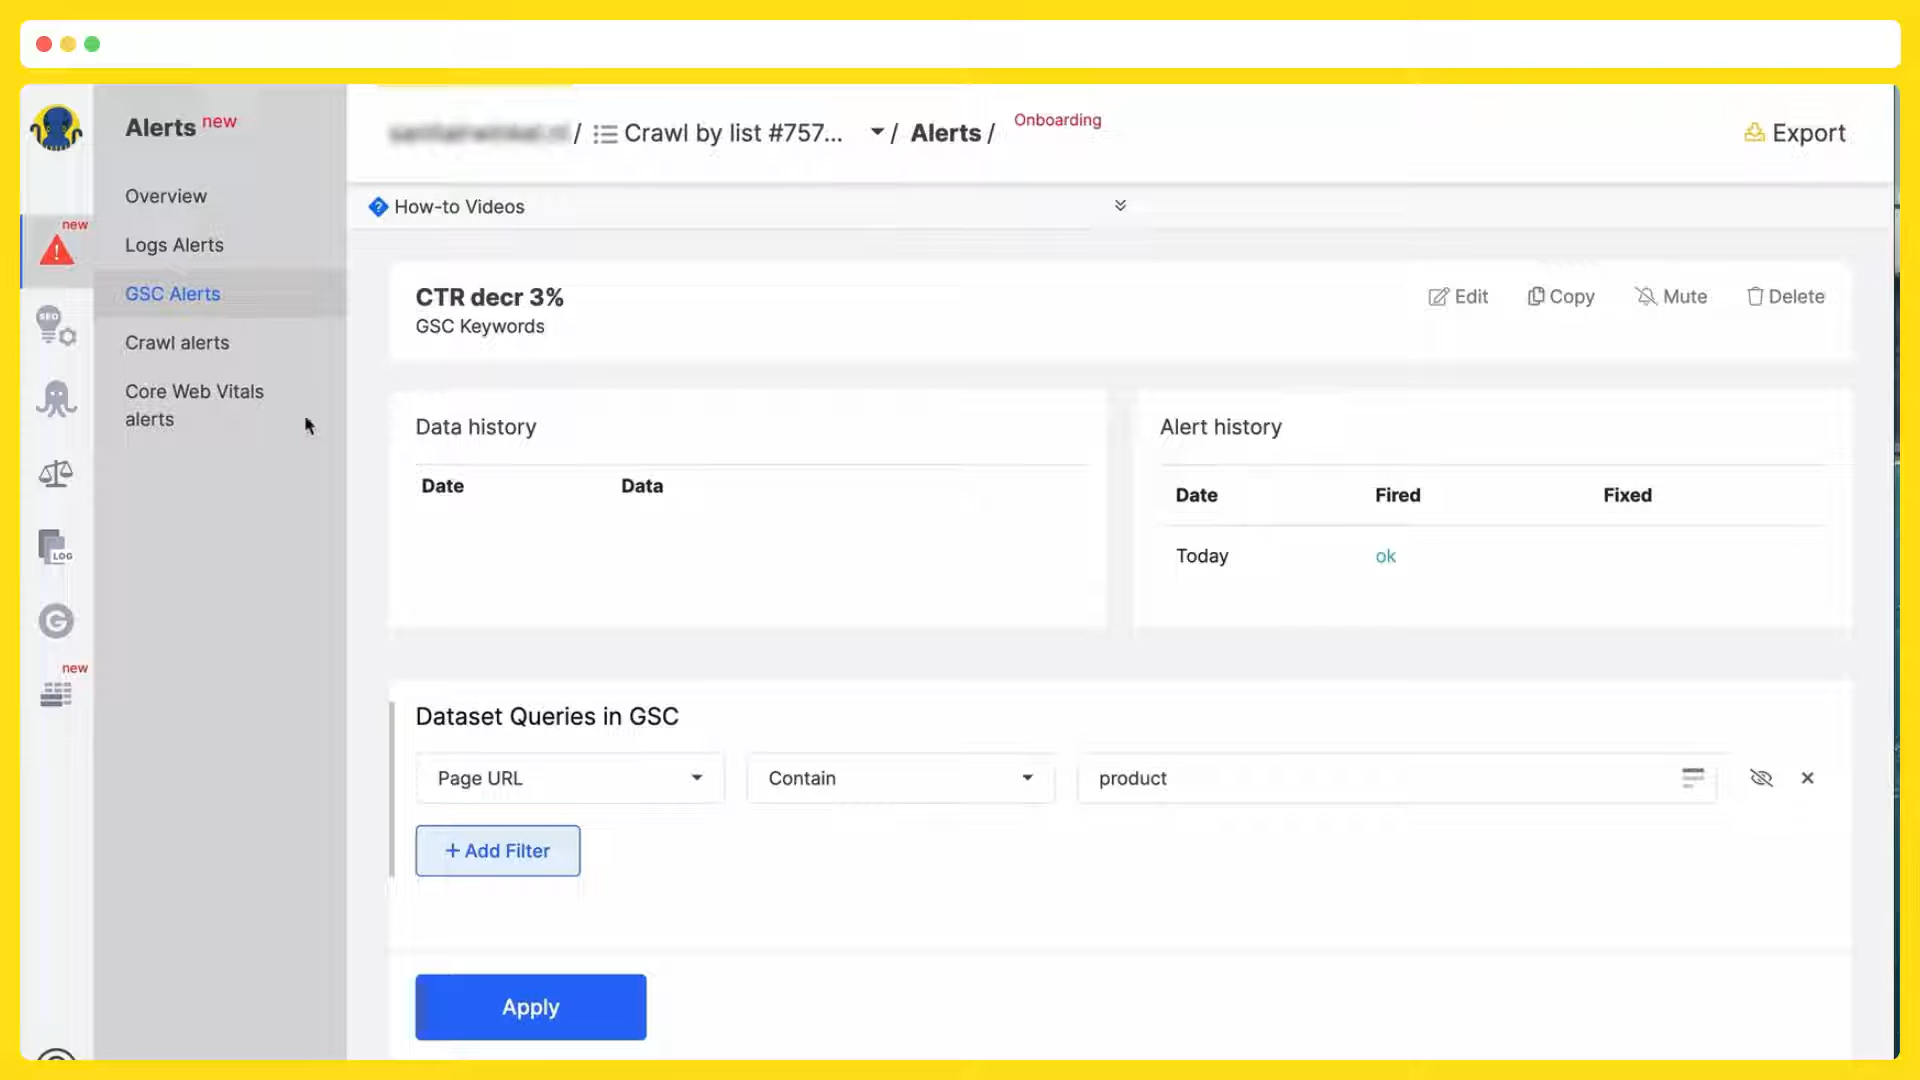 Alerts new
Overview
Logs Alerts
GSC Alerts
Crawl alerts
Core Web Vitals
alerts
new
SEO
LOG
G
new
/ Crawl by list #757... / Alerts / Onboarding
Export
How-to Videos
CTR decr 3%
GSC Keywords
Edit Copy Mute Delete
Data history
Date Data
Alert history
Date Fired Fixed
Today ok
Dataset Queries in GSC
Page URL Contain product
+ Add Filter
Apply